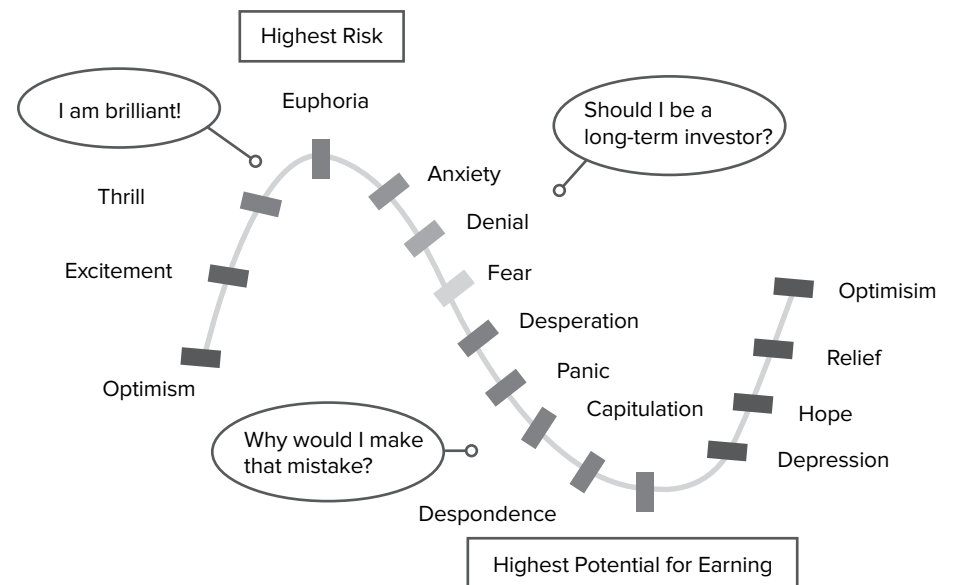 Highest Risk
Euphoria
I am brilliant!
Should I be a
long-term investor?
Thrill
Anxiety
Denial
Excitement
Fear
Optimisim
Desperation
Relief
Panic
Optimism
Capitulation
Hope
Why would I make
that mistake?
Depression
Despondence
Highest Potential for Earning